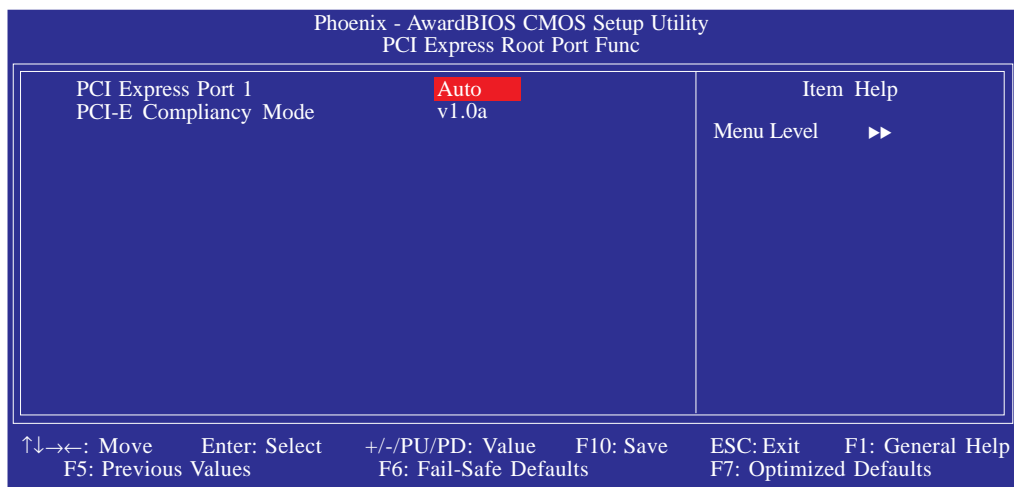 Phoenix - AwardBIOS CMOS Setup Utility
PCI Express Root Port Func
PCI Express Port 1 Auto
PCI-E Compliancy Mode v1.0a
Item Help
Menu Level ▶▶
↑↓→←: Move Enter: Select +/-/PU/PD: Value F10: Save ESC: Exit F1: General Help
F5: Previous Values F6: Fail-Safe Defaults F7: Optimized Defaults